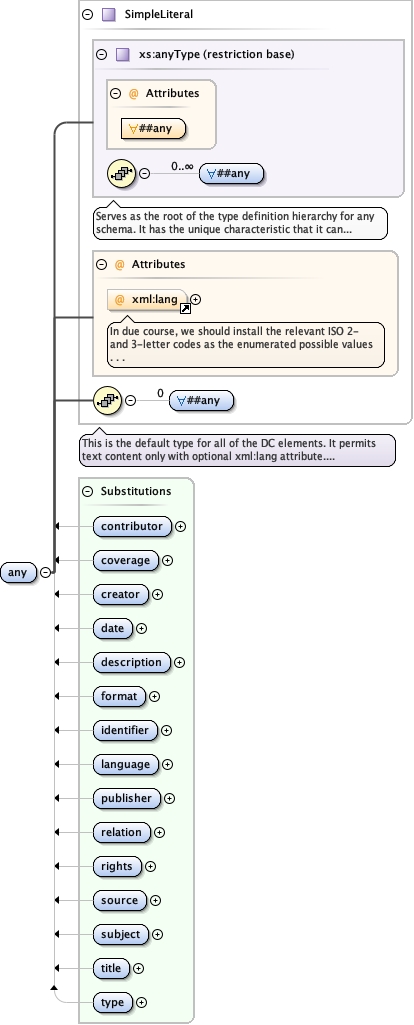 SimpleLiteral
xs:anyType (restriction base)
@ Attributes
∀##any
0..∞
∀##any
Serves as the root of the type definition hierarchy for any
schema. It has the unique characteristic that it can...
@ Attributes
@ xml:lang
In due course, we should install the relevant ISO 2-
and 3-letter codes as the enumerated possible values
. . .
0
∀##any
This is the default type for all of the DC elements. It permits
text content only with optional xml:lang attribute....
Substitutions
contributor
coverage
creator
any
date
description
format
identifier
language
publisher
relation
rights
source
subject
title
type